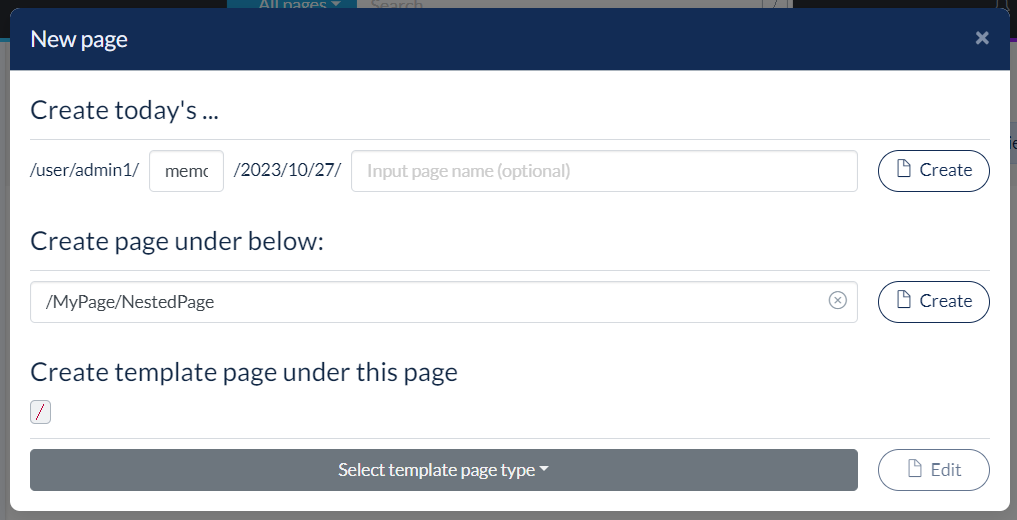 All pages Search /
New page ×
Create today's ...
/user/admin1/ memo /2023/10/27/ Input page name (optional) Create
Create page under below:
/MyPage/NestedPage Create
Create template page under this page
/
Select template page type Edit